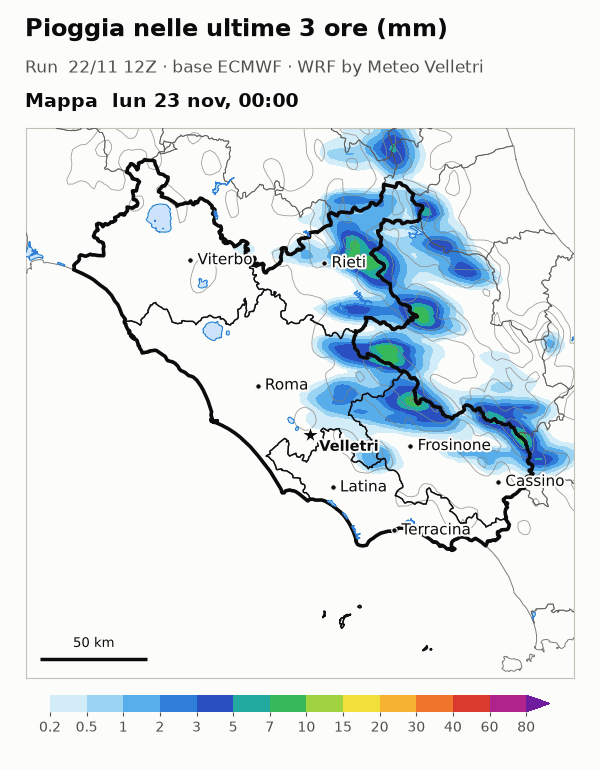 Pioggia nelle ultime 3 ore (mm)
Run  22/11 12Z · base ECMWF · WRF by Meteo Velletri
Mappa  lun 23 nov, 00:00
Viterbo
Rieti
Roma
Velletri
Frosinone
Latina
Cassino
Terracina
50 km
0.2 0.5 1 2 3 5 7 10 15 20 30 40 60 80